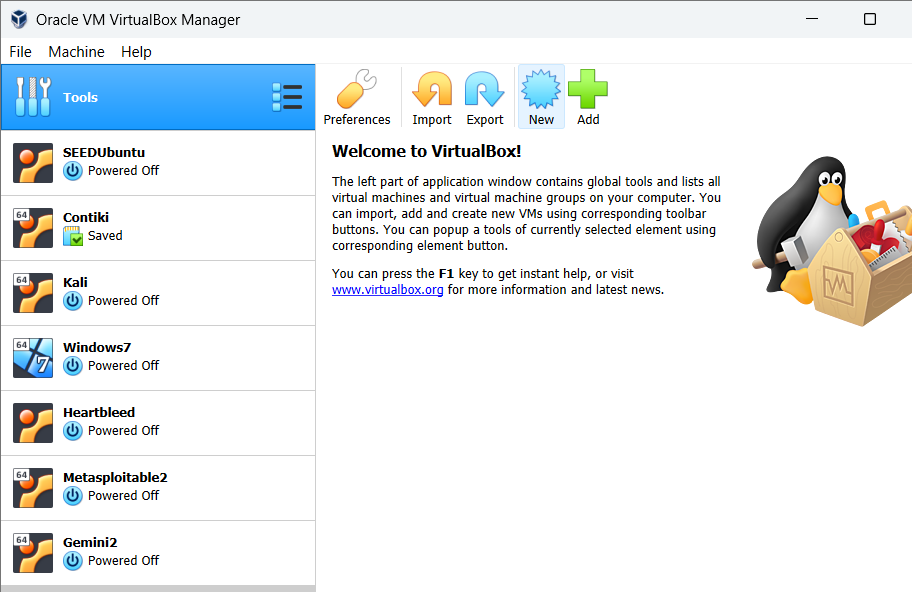 Oracle VM VirtualBox Manager
File Machine Help
Tools
Preferences Import Export New Add
SEEDUbuntu
Powered Off
64
Contiki
Saved
64
Kali
Powered Off
64
7
Windows7
Powered Off
Heartbleed
Powered Off
64
Metasploitable2
Powered Off
64
Gemini2
Powered Off
Welcome to VirtualBox!
The left part of application window contains global tools and lists all
virtual machines and virtual machine groups on your computer. You
can import, add and create new VMs using corresponding toolbar
buttons. You can popup a tools of currently selected element using
corresponding element button.
You can press the F1 key to get instant help, or visit
www.virtualbox.org for more information and latest news.